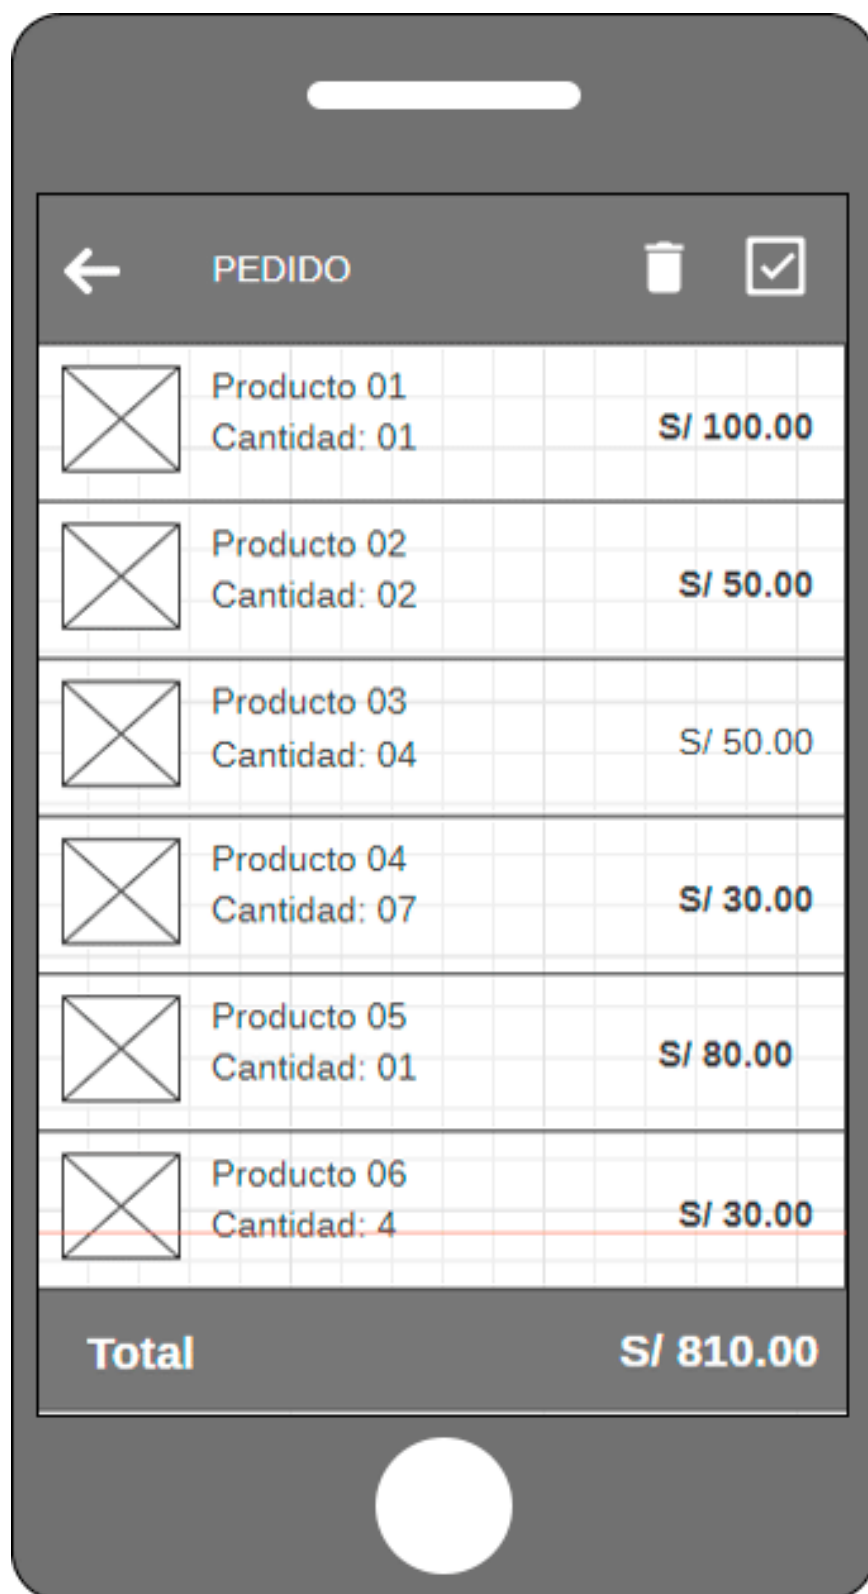 PEDIDO
Producto 01
Cantidad: 01
S/ 100.00
Producto 02
Cantidad: 02
S/ 50.00
Producto 03
Cantidad: 04
S/ 50.00
Producto 04
Cantidad: 07
S/ 30.00
Producto 05
Cantidad: 01
S/ 80.00
Producto 06
Cantidad: 4
S/ 30.00
Total
S/ 810.00